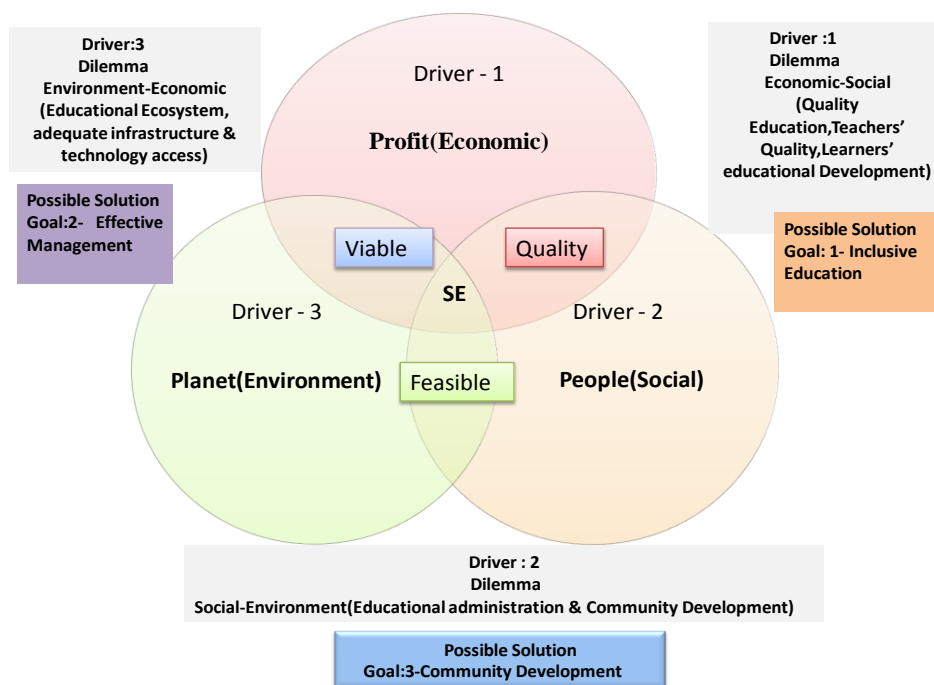 Driver:3
Dilemma
Environment-Economic
(Educational Ecosystem,
adequate infrastructure &
technology access)
Possible Solution
Goal:2- Effective
Management
Driver - 1
Profit(Economic)
Driver :1
Dilemma
Economic-Social
(Quality
Education,Teachers’
Quality,Learners’
educational Development)
Possible Solution
Goal: 1- Inclusive
Education
Viable
Quality
SE
Driver - 3
Driver - 2
Planet(Environment)
Feasible
People(Social)
Driver : 2
Dilemma
Social-Environment(Educational administration & Community Development)
Possible Solution
Goal:3-Community Development